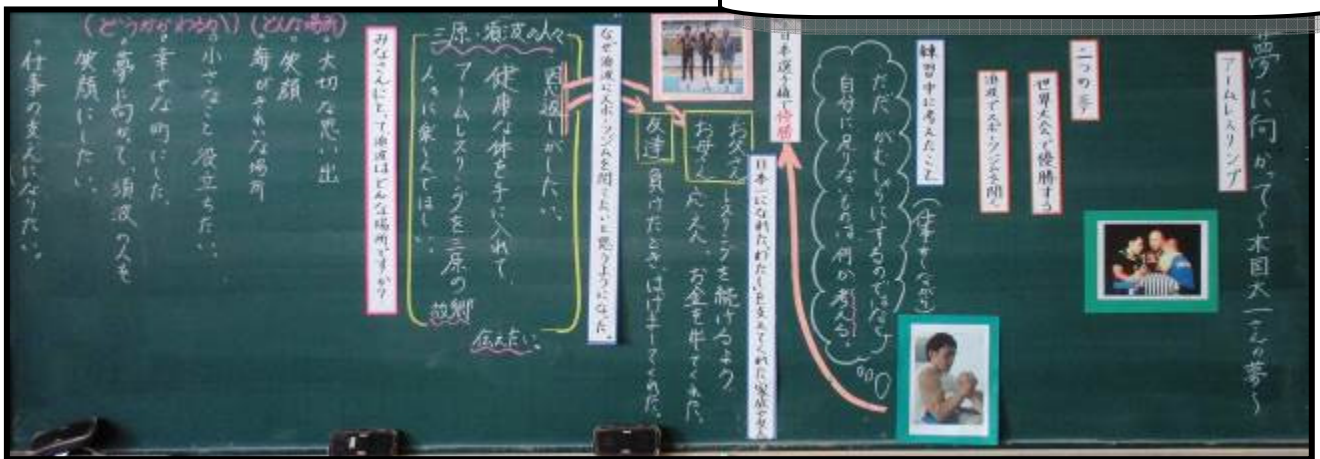 夢に向かって～本国大一さんの夢～
アームレスリング
二つの夢
世界大会で優勝する
須波でスポーツジムを開く
練習中に考えたこと
(仕事をしながら)
ただ、がむしゃらにするのではなく
自分に足りないものは、何か考える。
日本選手権で優勝
日本一になれたわたしを支えてくれた家族や友人
お父さん
お母さん
レスリングを続けるよう
お金を出てくれた。
友達
負けたとき、はげましてくれた。
なぜ須波にスポーツジムを開きたいと思うようになった。
三原・須波の人々
恩返しがしたい。
健康な体を手に入れて
アームレスリングを三原の
人々に楽しんでほしい。
故郷
伝えたい。
みなさんにとって須波はどんな場所ですか？
(どんな場所)
・大切な思い出
・笑顔
・海がきれいな場所
・小さなこと役立ちたい。
・幸せな町にした
・夢に向かって、須波の人を
笑顔にしたい。
・仕事の支えになりたい。